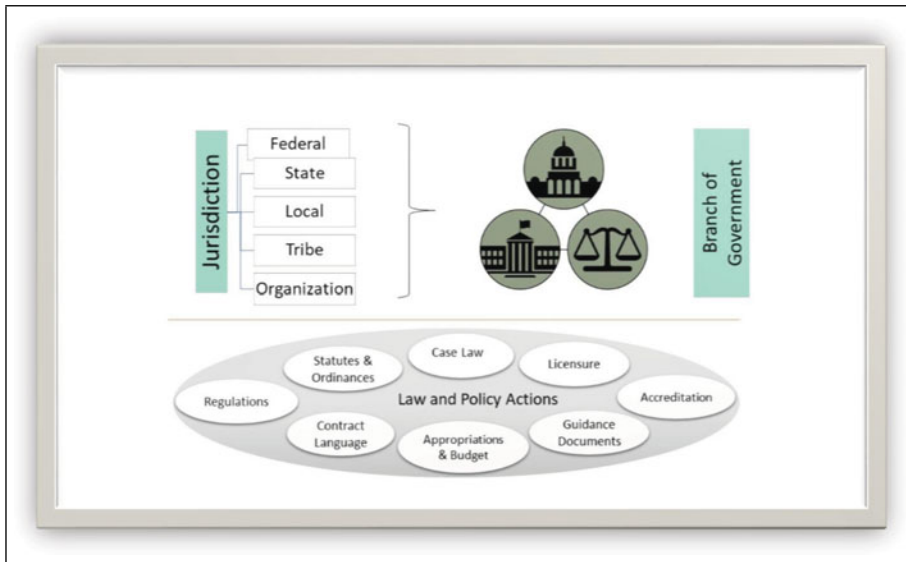 Jurisdiction
Federal
State
Local
Tribe
Organization
Branch of
Government
Statutes &
Ordinances
Case Law
Licensure
Regulations
Law and Policy Actions
Accreditation
Contract
Language
Appropriations
& Budget
Guidance
Documents